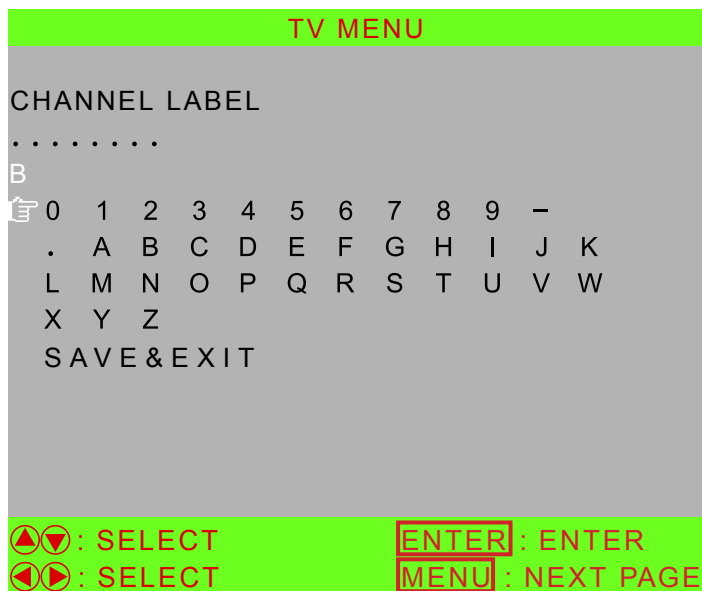 TV MENU
CHANNEL LABEL
. . . . . . . .
B
0 1 2 3 4 5 6 7 8 9 –
. A B C D E F G H I J K
L M N O P Q R S T U V W
X Y Z
SAVE&EXIT
: SELECT ENTER : ENTER
: SELECT MENU : NEXT PAGE